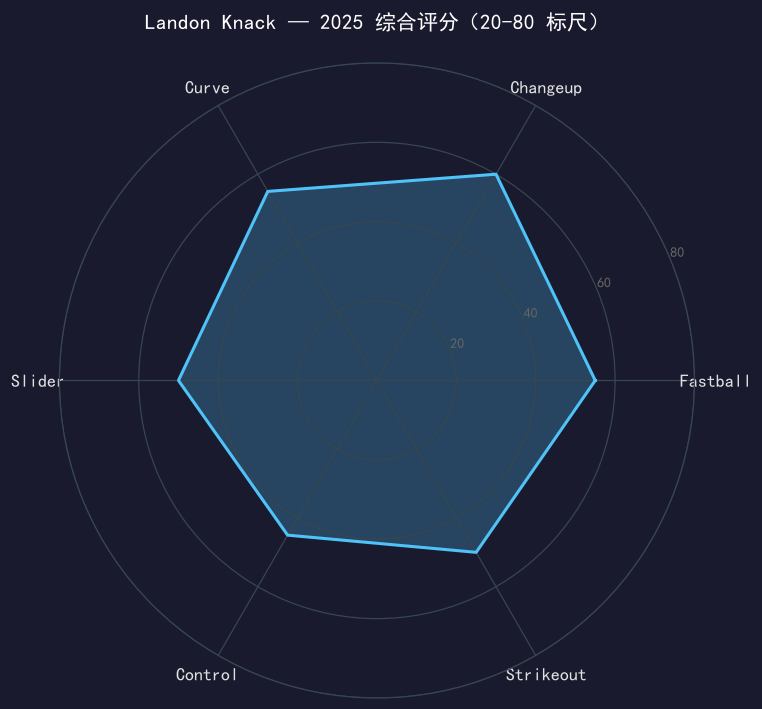 Landon Knack — 2025 综合评分（20-80 标尺）
Curve
Changeup
80
60
40
20
Slider
Fastball
Control
Strikeout